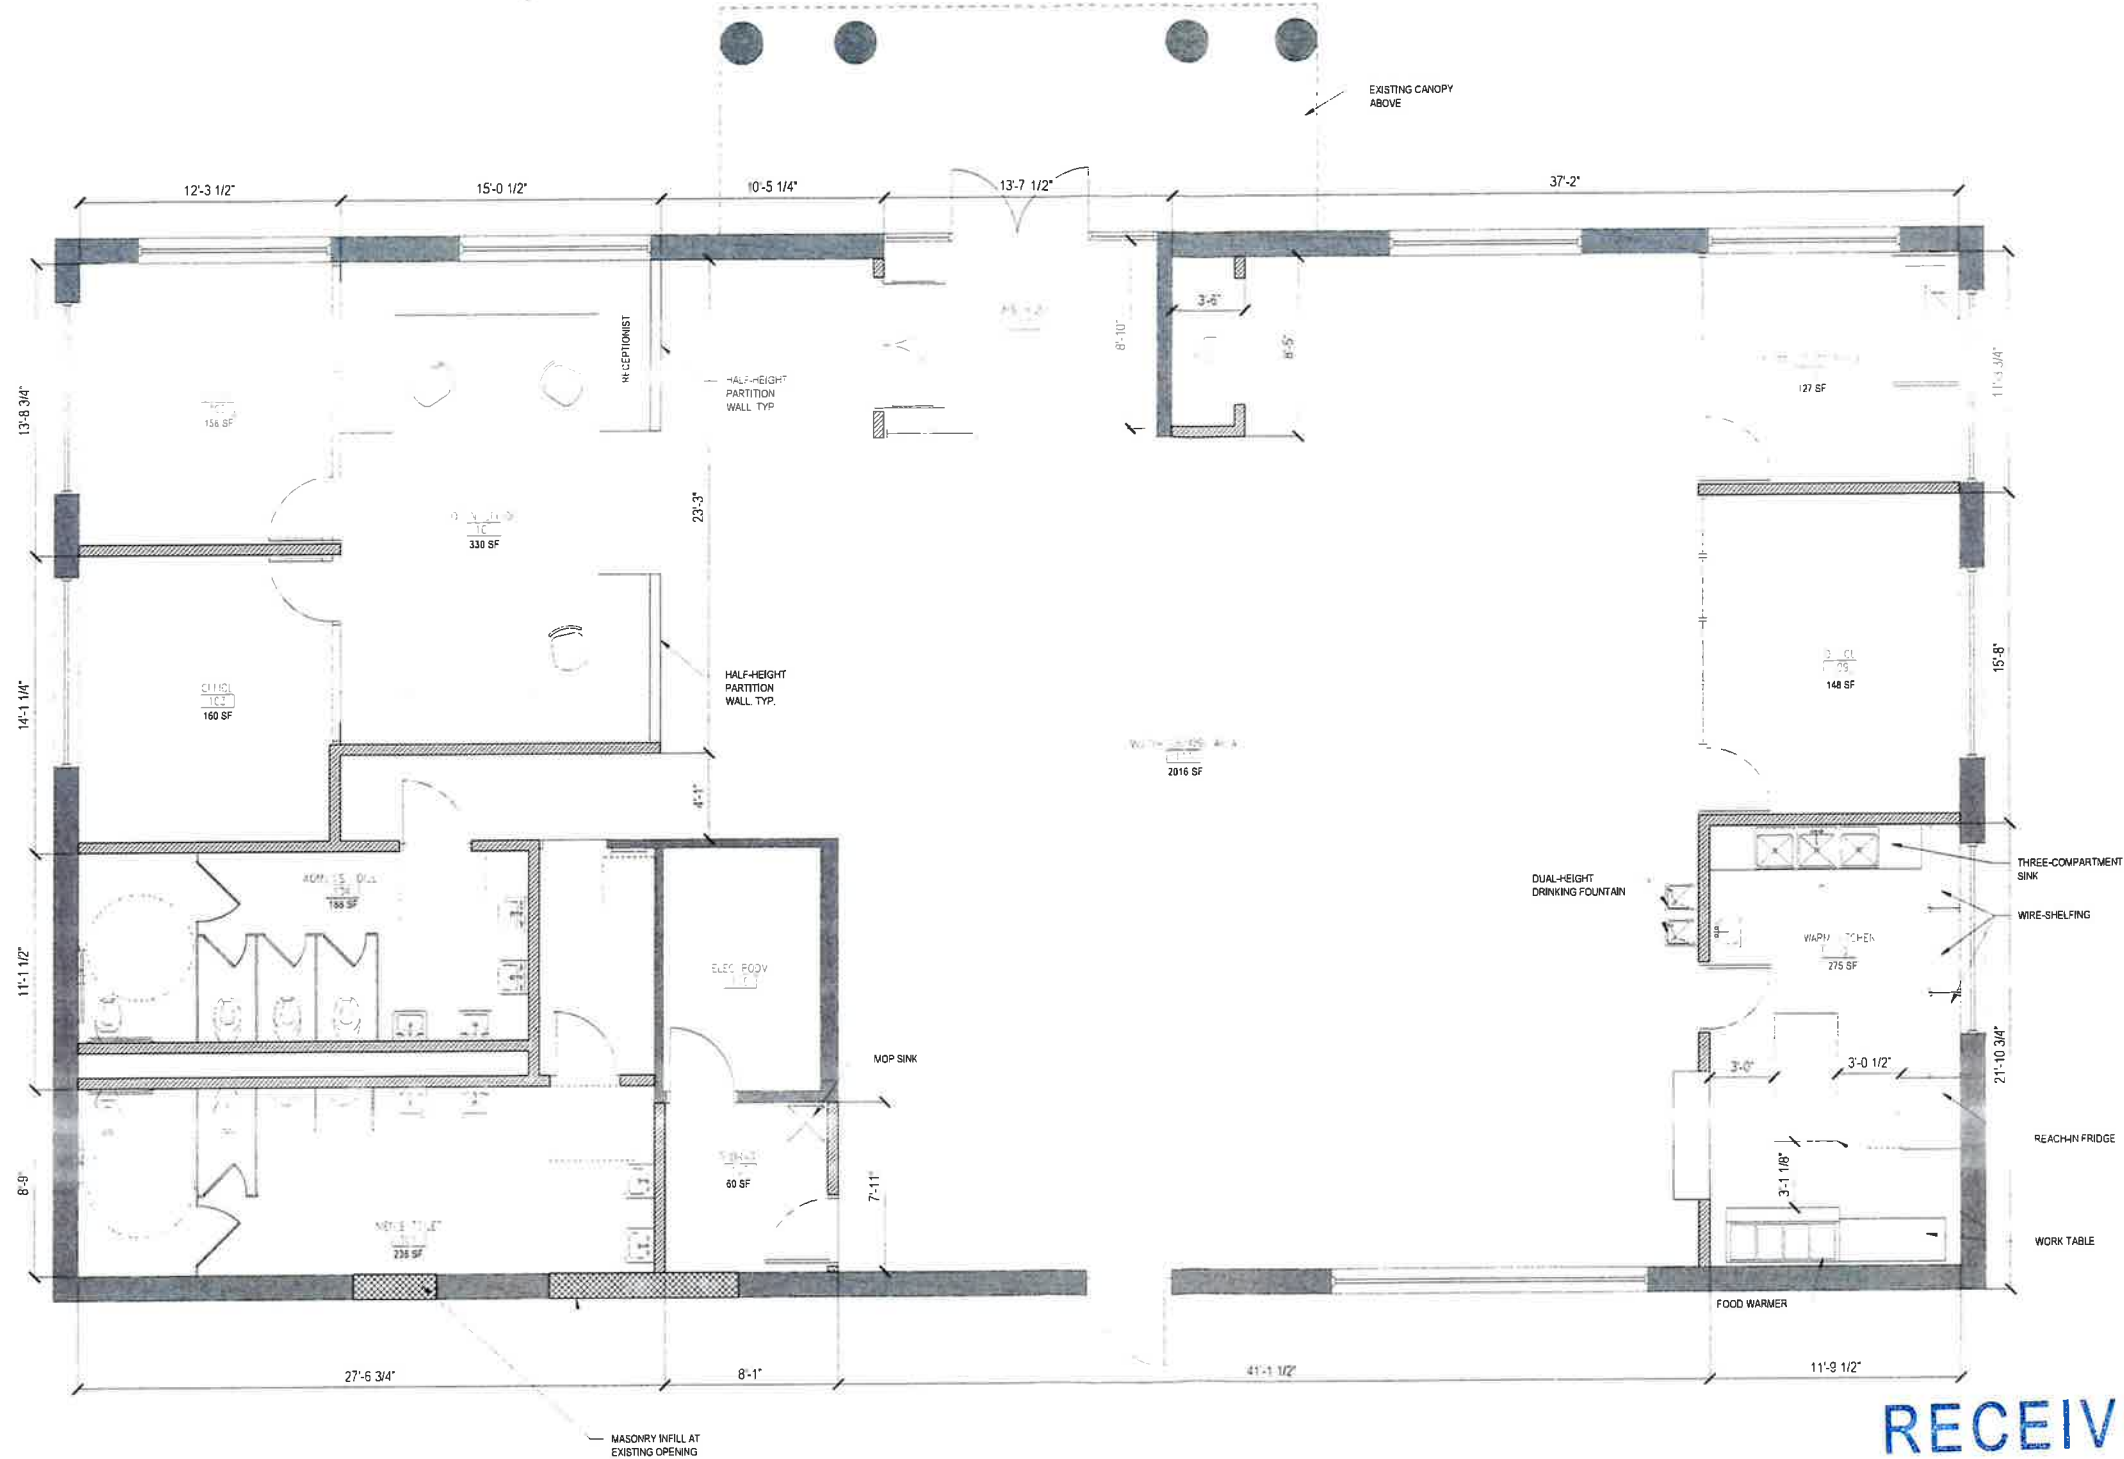 EXISTING CANOPY
ABOVE
12'-3 1/2"
15'-0 1/2"
10'-5 1/4"
13'-7 1/2"
37'-2"
3'-6"
8'-10"
8'-5"
RECEPTIONIST
HALF-HEIGHT
PARTITION
WALL TYP
13'-8 3/4"
156 SF
127 SF
11'-3 3/4"
23'-3"
330 SF
HALF-HEIGHT
PARTITION
WALL. TYP.
14'-1 1/4"
103
160 SF
148 SF
15'-8"
2016 SF
4'-1"
THREE-COMPARTMENT
SINK
DUAL-HEIGHT
DRINKING FOUNTAIN
WIRE-SHELFING
188 SF
275 SF
11'-1 1/2"
ELEC
MOP SINK
3'-0"
3'-0 1/2"
21'-10 3/4"
REACH-IN FRIDGE
3'-1 1/8"
60 SF
7'-11"
8'-9"
236 SF
WORK TABLE
FOOD WARMER
27'-6 3/4"
8'-1"
41'-1 1/2"
11'-9 1/2"
MASONRY INFILL AT
EXISTING OPENING
RECEIV